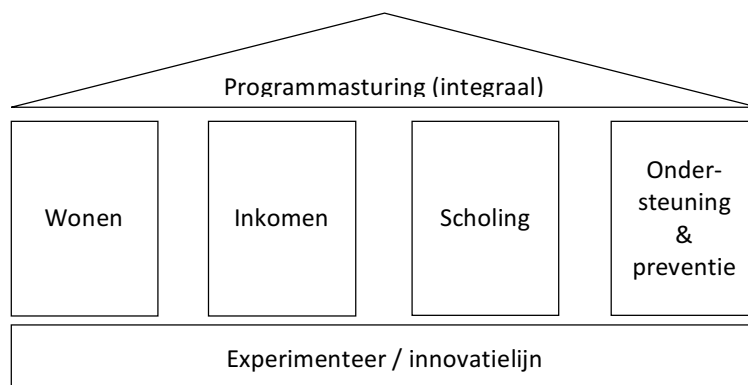 Programmasturing (integraal)
Wonen
Inkomen
Scholing
Onder-
steuning
&
preventie
Experimenteer / innovatielijn